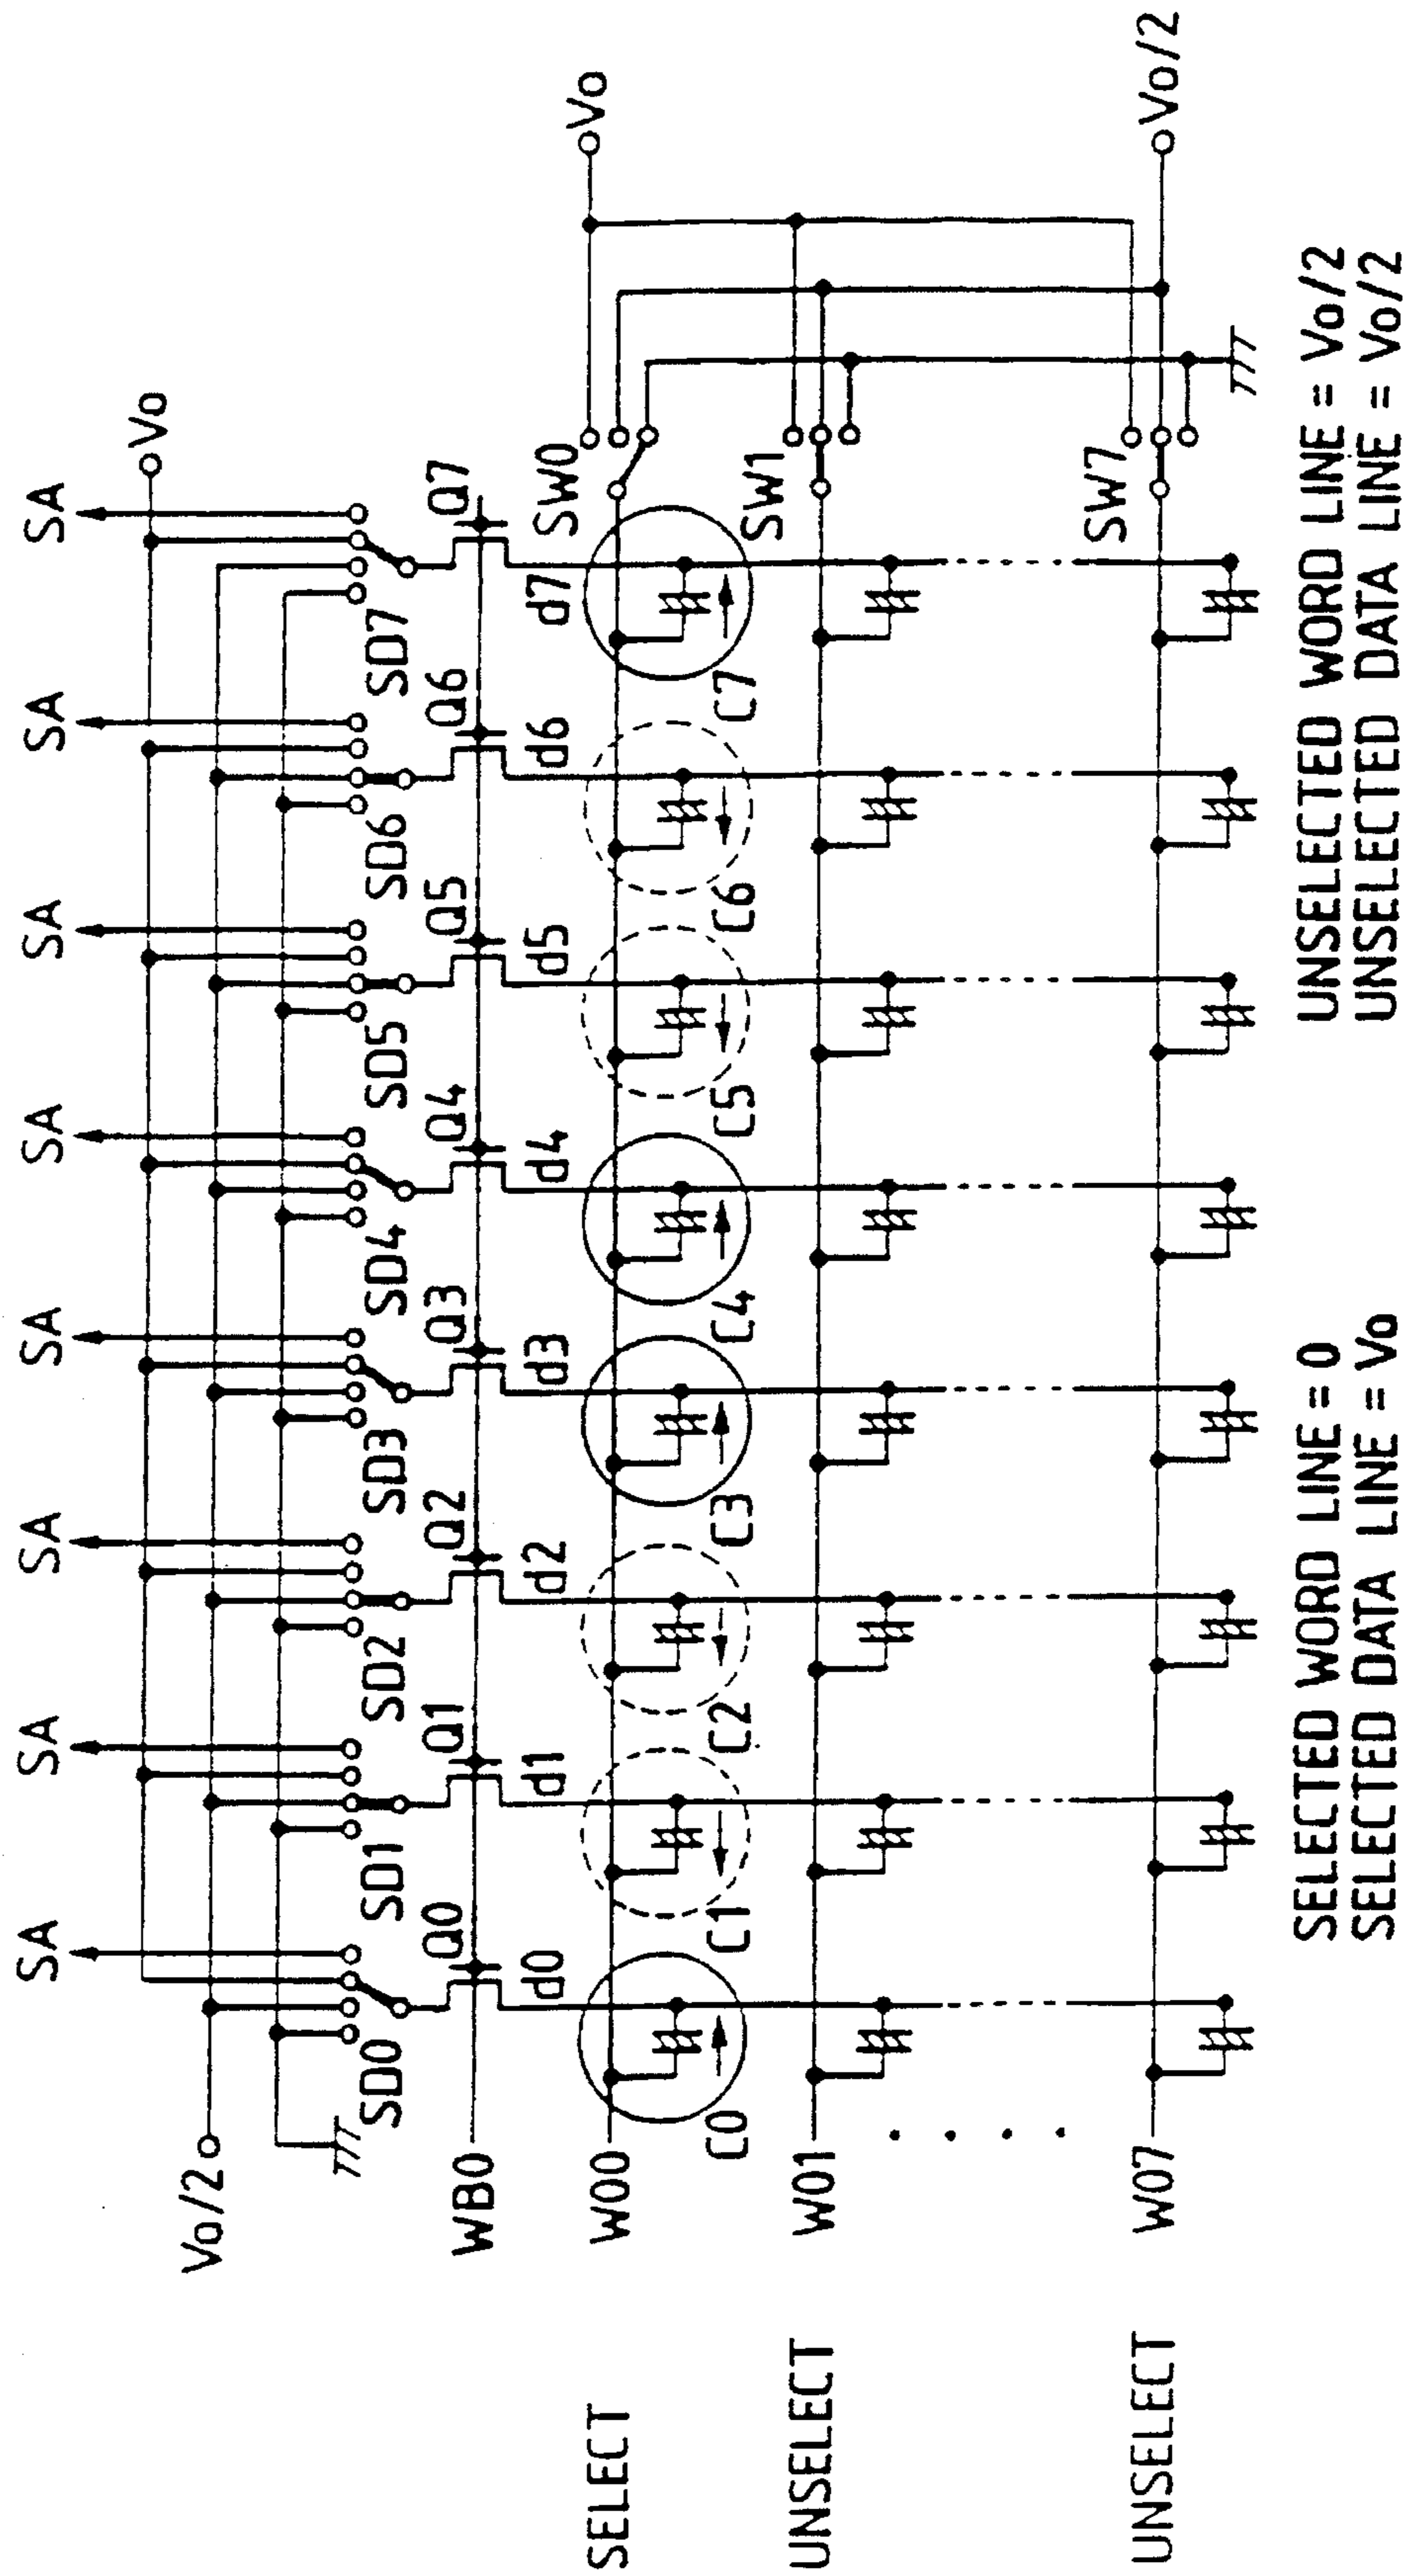 SA SA SA SA SA SA SA SA
Vo
Vo/2
SD0 SD1 SD2 SD3 SD4 SD5 SD6 SD7
Q0 Q1 Q2 Q3 Q4 Q5 Q6 Q7
WB0
d0 d1 d2 d3 d4 d5 d6 d7
SW0
Vo
SELECT
W00
C0 C1 C2 C3 C4 C5 C6 C7
SW1
UNSELECT
W01
SW7
Vo/2
UNSELECT
W07
SELECTED WORD LINE = 0
SELECTED DATA LINE = Vo
UNSELECTED WORD LINE = Vo/2
UNSELECTED DATA LINE = Vo/2